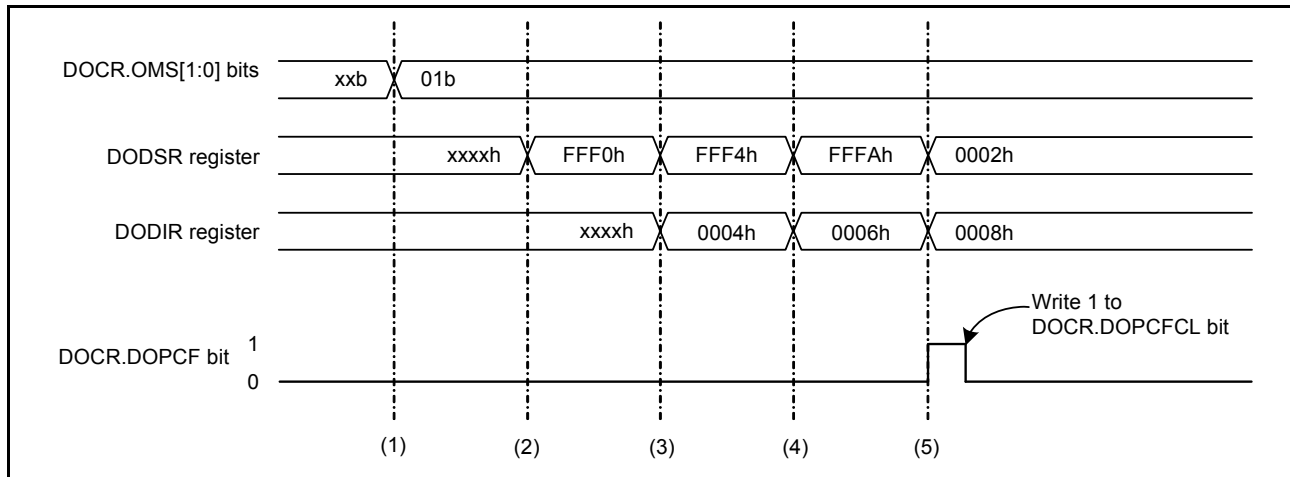 DOCR.OMS[1:0] bits
xxb
01b
DODSR register
xxxxh
FFF0h
FFF4h
FFFAh
0002h
DODIR register
xxxxh
0004h
0006h
0008h
Write 1 to
DOCR.DOPCFCL bit
DOCR.DOPCF bit
1
0
(1)
(2)
(3)
(4)
(5)